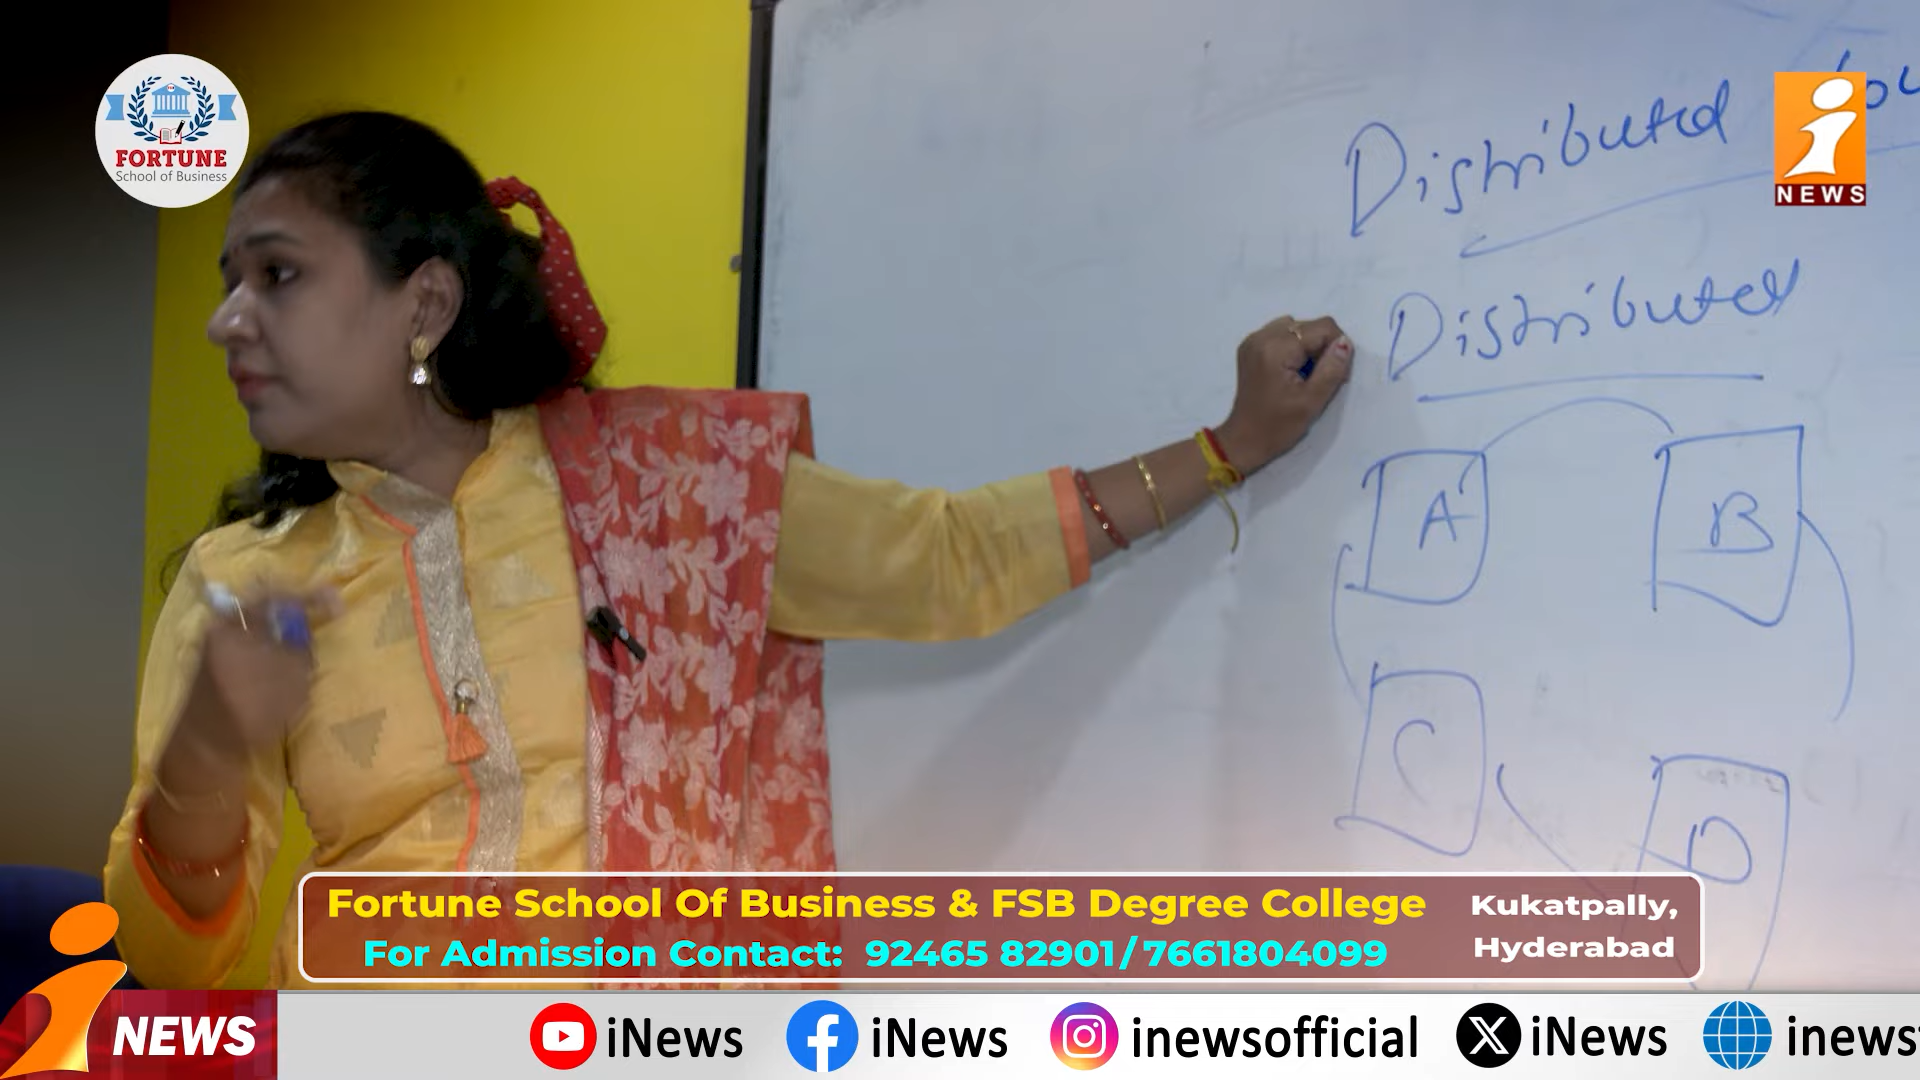 FORTUNE
School of Business
Distributed
NEWS
Distributed
A
B
C
D
Fortune School Of Business & FSB Degree College
For Admission Contact: 92465 82901/7661804099
Kukatpally,
Hyderabad
NEWS
iNews
iNews
inewsofficial
iNews